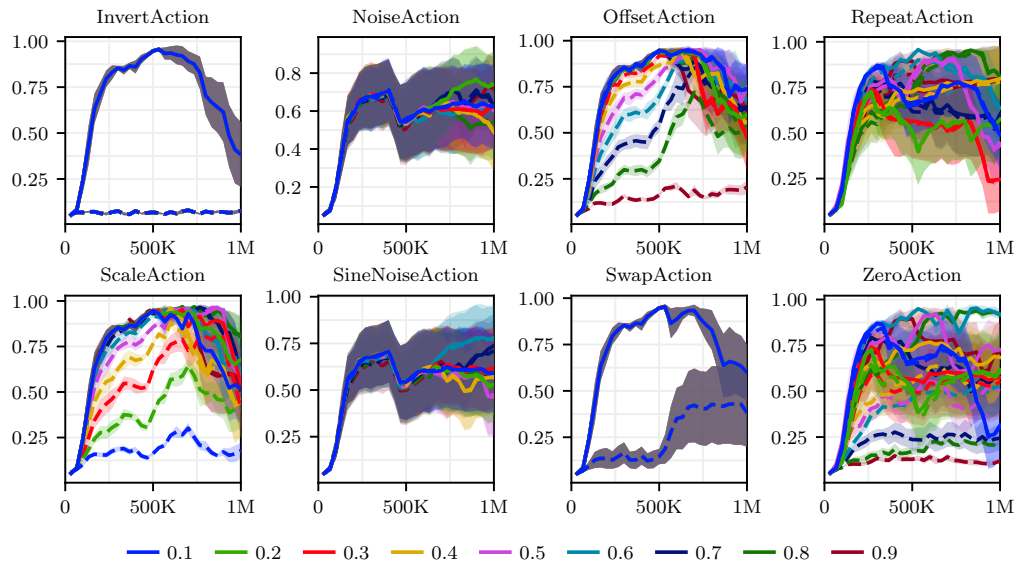 InvertAction NoiseAction OffsetAction RepeatAction
1.00 0.75 0.50 0.25 0 500K 1M
0.8 0.6 0.4 0.2 0 500K 1M
1.00 0.75 0.50 0.25 0 500K 1M
1.00 0.75 0.50 0.25 0 500K 1M
ScaleAction SineNoiseAction SwapAction ZeroAction
1.00 0.75 0.50 0.25 0 500K 1M
1.00 0.75 0.50 0.25 0 500K 1M
1.00 0.75 0.50 0.25 0 500K 1M
1.00 0.75 0.50 0.25 0 500K 1M
0.1 0.2 0.3 0.4 0.5 0.6 0.7 0.8 0.9